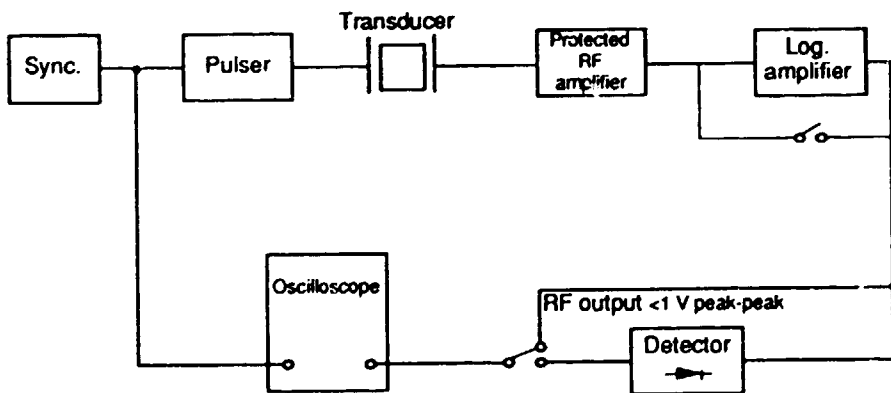 Transducer
Sync.
Pulser
Protected
RF
amplifier
Log.
amplifier
Oscilloscope
RF output <1 V peak-peak
Detector